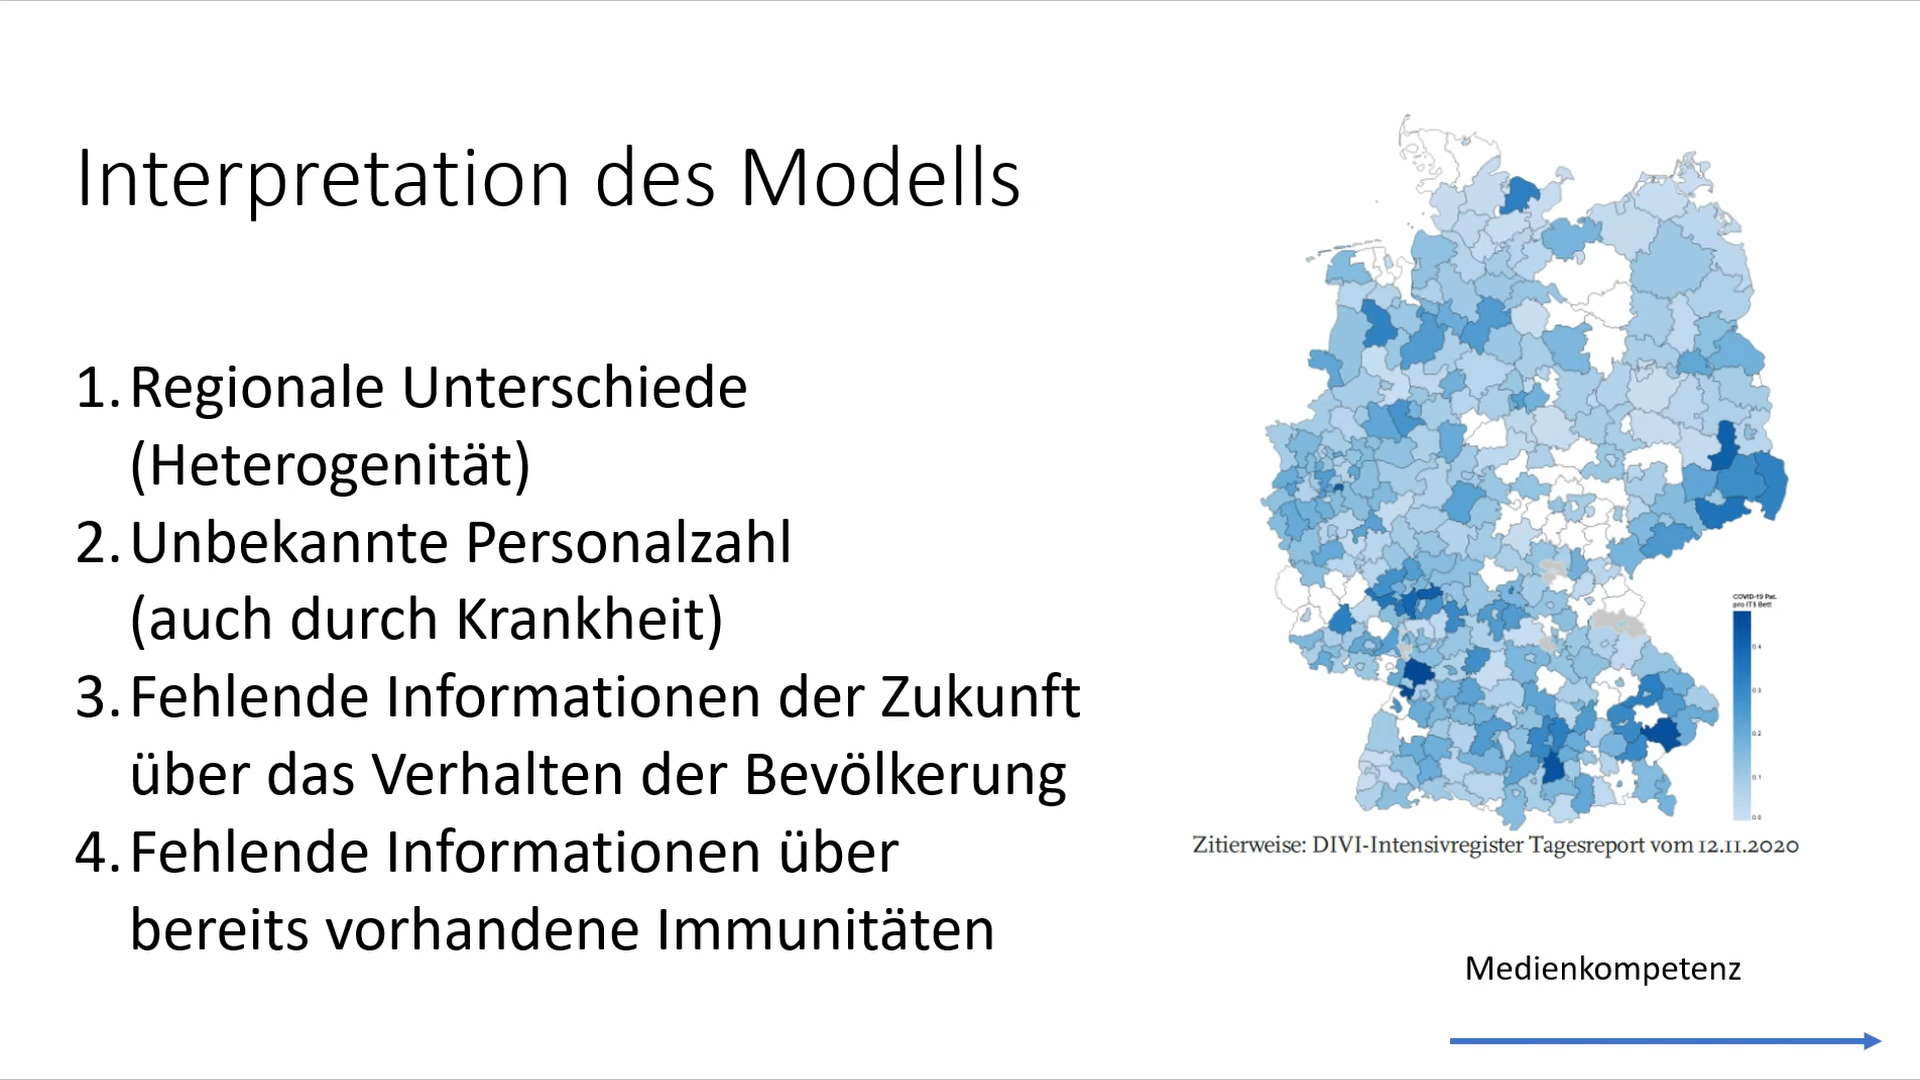 Interpretation des Modells
1. Regionale Unterschiede
(Heterogenität)
2. Unbekannte Personalzahl
(auch durch Krankheit)
3. Fehlende Informationen der Zukunft
über das Verhalten der Bevölkerung
4. Fehlende Informationen über
bereits vorhandene Immunitäten
COVID-19 Pat.
pro ITS Bett
0.4
0.3
0.2
0.1
0.0
Zitierweise: DIVI-Intensivregister Tagesreport vom 12.11.2020
Medienkompetenz